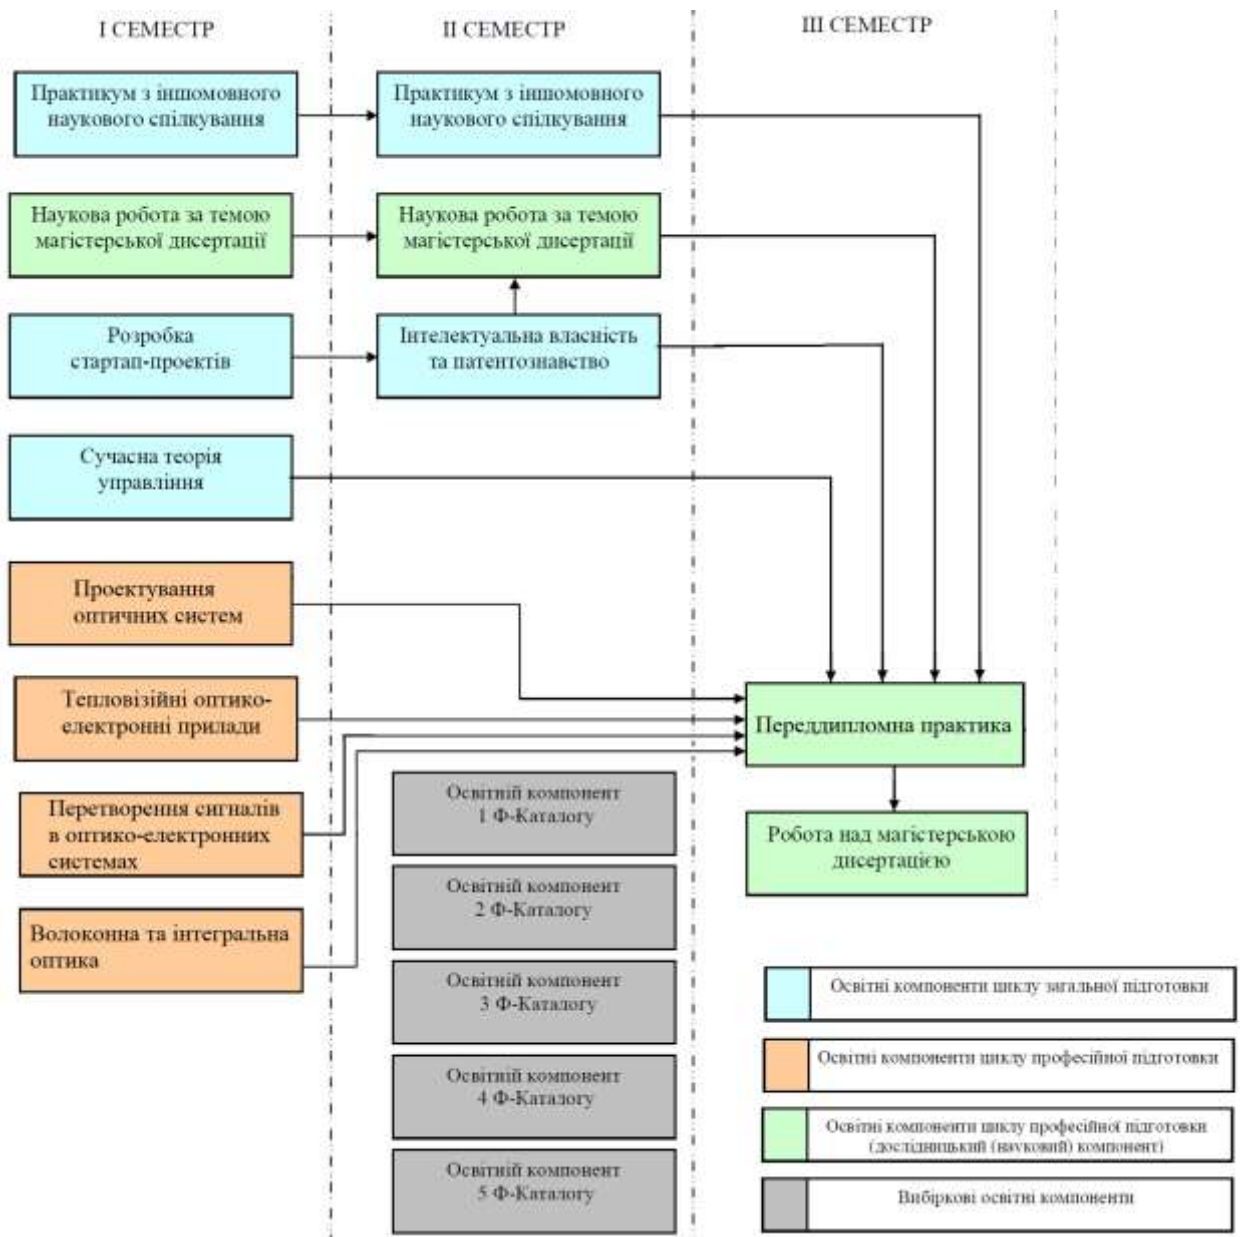 І СЕМЕСТР
ІІ СЕМЕСТР
ІІІ СЕМЕСТР
Практикум з іншомовного
наукового спілкування
Практикум з іншомовного
наукового спілкування
Наукова робота за темою
магістерської дисертації
Наукова робота за темою
магістерської дисертації
Розробка
стартап-проектів
Інтелектуальна власність
та патентознавство
Сучасна теорія
управління
Проектування
оптичних систем
Тепловізійні оптико-
електронні прилади
Переддипломна практика
Перетворення сигналів
в оптико-електронних
системах
Освітній компонент
1 Ф-Каталогу
Робота над магістерською
дисертацією
Освітній компонент
2 Ф-Каталогу
Волоконна та інтегральна
оптика
Освітній компонент
3 Ф-Каталогу
Освітній компонент
4 Ф-Каталогу
Освітній компонент
5 Ф-Каталогу
Освітні компоненти циклу загальної підготовки
Освітні компоненти циклу професійної підготовки
Освітні компоненти циклу професійної підготовки
(дослідницький (науковий) компонент)
Вибіркові освітні компоненти